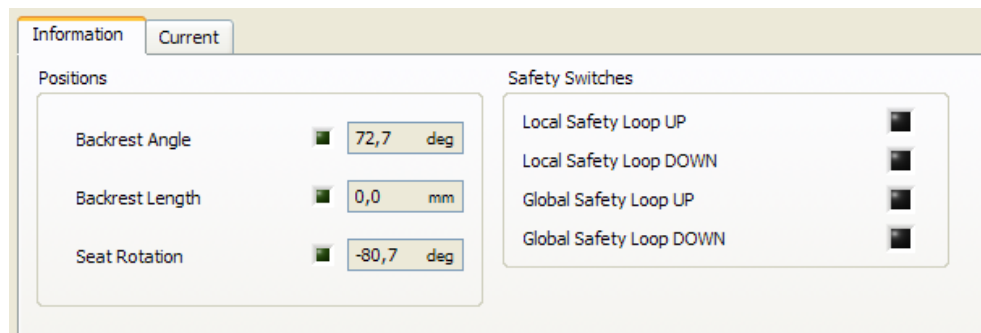 Information
Current
Positions
Backrest Angle
72,7 deg
Backrest Length
0,0 mm
Seat Rotation
-80,7 deg
Safety Switches
Local Safety Loop UP
Local Safety Loop DOWN
Global Safety Loop UP
Global Safety Loop DOWN